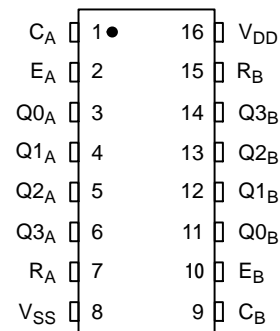 C_A 1 16 V_DD
E_A 2 15 R_B
Q0_A 3 14 Q3_B
Q1_A 4 13 Q2_B
Q2_A 5 12 Q1_B
Q3_A 6 11 Q0_B
R_A 7 10 E_B
V_SS 8 9 C_B